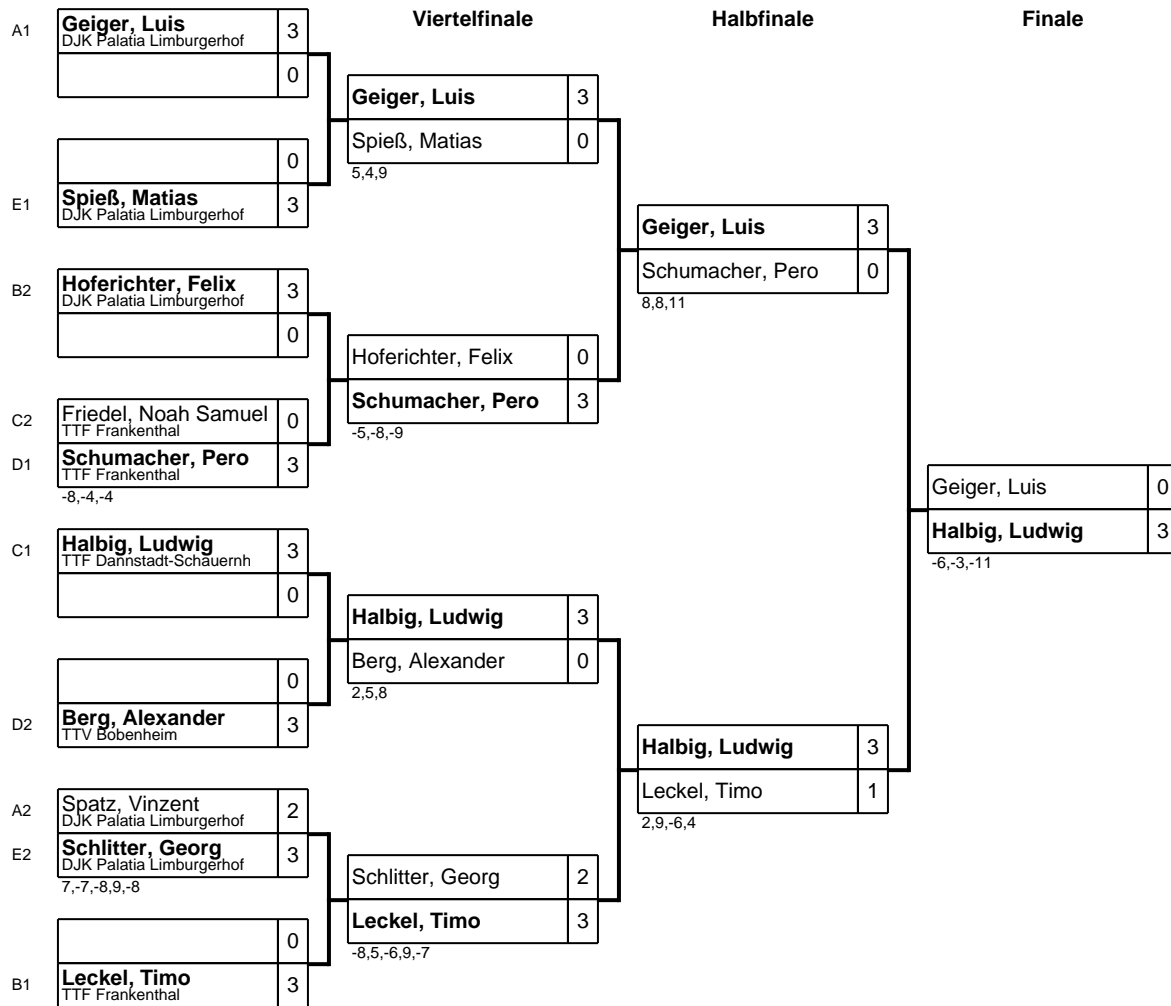 Viertelfinale
Halbfinale
Finale
A1
Geiger, Luis
DJK Palatia Limburgerhof
3
0
0
E1
Spieß, Matias
DJK Palatia Limburgerhof
3
B2
Hoferichter, Felix
DJK Palatia Limburgerhof
3
0
C2
Friedel, Noah Samuel
TTF Frankenthal
0
D1
Schumacher, Pero
TTF Frankenthal
3
-8,-4,-4
C1
Halbig, Ludwig
TTF Dannstadt-Schauernh
3
0
0
D2
Berg, Alexander
TTV Bobenheim
3
A2
Spatz, Vinzent
DJK Palatia Limburgerhof
2
E2
Schlitter, Georg
DJK Palatia Limburgerhof
3
7,-7,-8,9,-8
0
B1
Leckel, Timo
TTF Frankenthal
3
Geiger, Luis
3
Spieß, Matias
0
5,4,9
Hoferichter, Felix
0
Schumacher, Pero
3
-5,-8,-9
Halbig, Ludwig
3
Berg, Alexander
0
2,5,8
Schlitter, Georg
2
Leckel, Timo
3
-8,5,-6,9,-7
Geiger, Luis
3
Schumacher, Pero
0
8,8,11
Halbig, Ludwig
3
Leckel, Timo
1
2,9,-6,4
Geiger, Luis
0
Halbig, Ludwig
3
-6,-3,-11